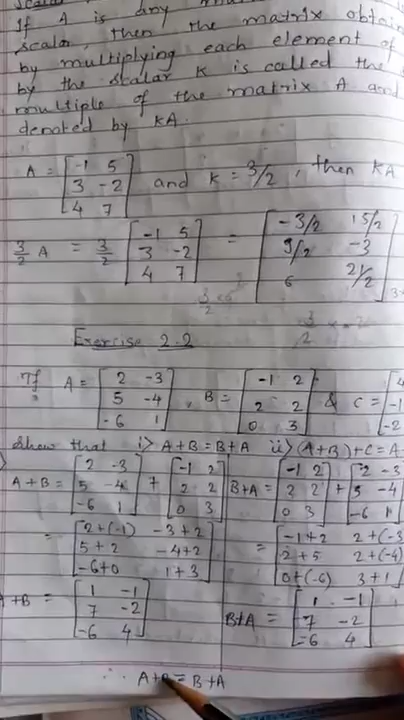 If A is any
scalar, then the matrix obtain
by multiplying each element of
by the scalar K is called the
multiple of the matrix A and
denoted by KA.
A = [-1 5; 3 -2; 4 7] and K = 3/2, then KA
3/2 A = 3/2 [-1 5; 3 -2; 4 7] = [-3/2 15/2; 9/2 -3; 6 21/2]
Exercise 2.2
If A = [2 -3; 5 -4; -6 1], B = [-1 2; 2 2; 0 3] & C = [4; -1; -2
Show that i> A+B = B+A ii> (A+B)+C = A
A+B = [2 -3; 5 -4; -6 1] + [-1 2; 2 2; 0 3] B+A = [-1 2; 2 2; 0 3] + [2 -3; 5 -4; -6 1]
= [2+(-1) -3+2; 5+2 -4+2; -6+0 1+3] = [-1+2 2+(-3; 2+5 2+(-4); 0+(-6) 3+1]
+B = [1 -1; 7 -2; -6 4] B+A = [1 -1; 7 -2; -6 4]
∴ A+B = B+A